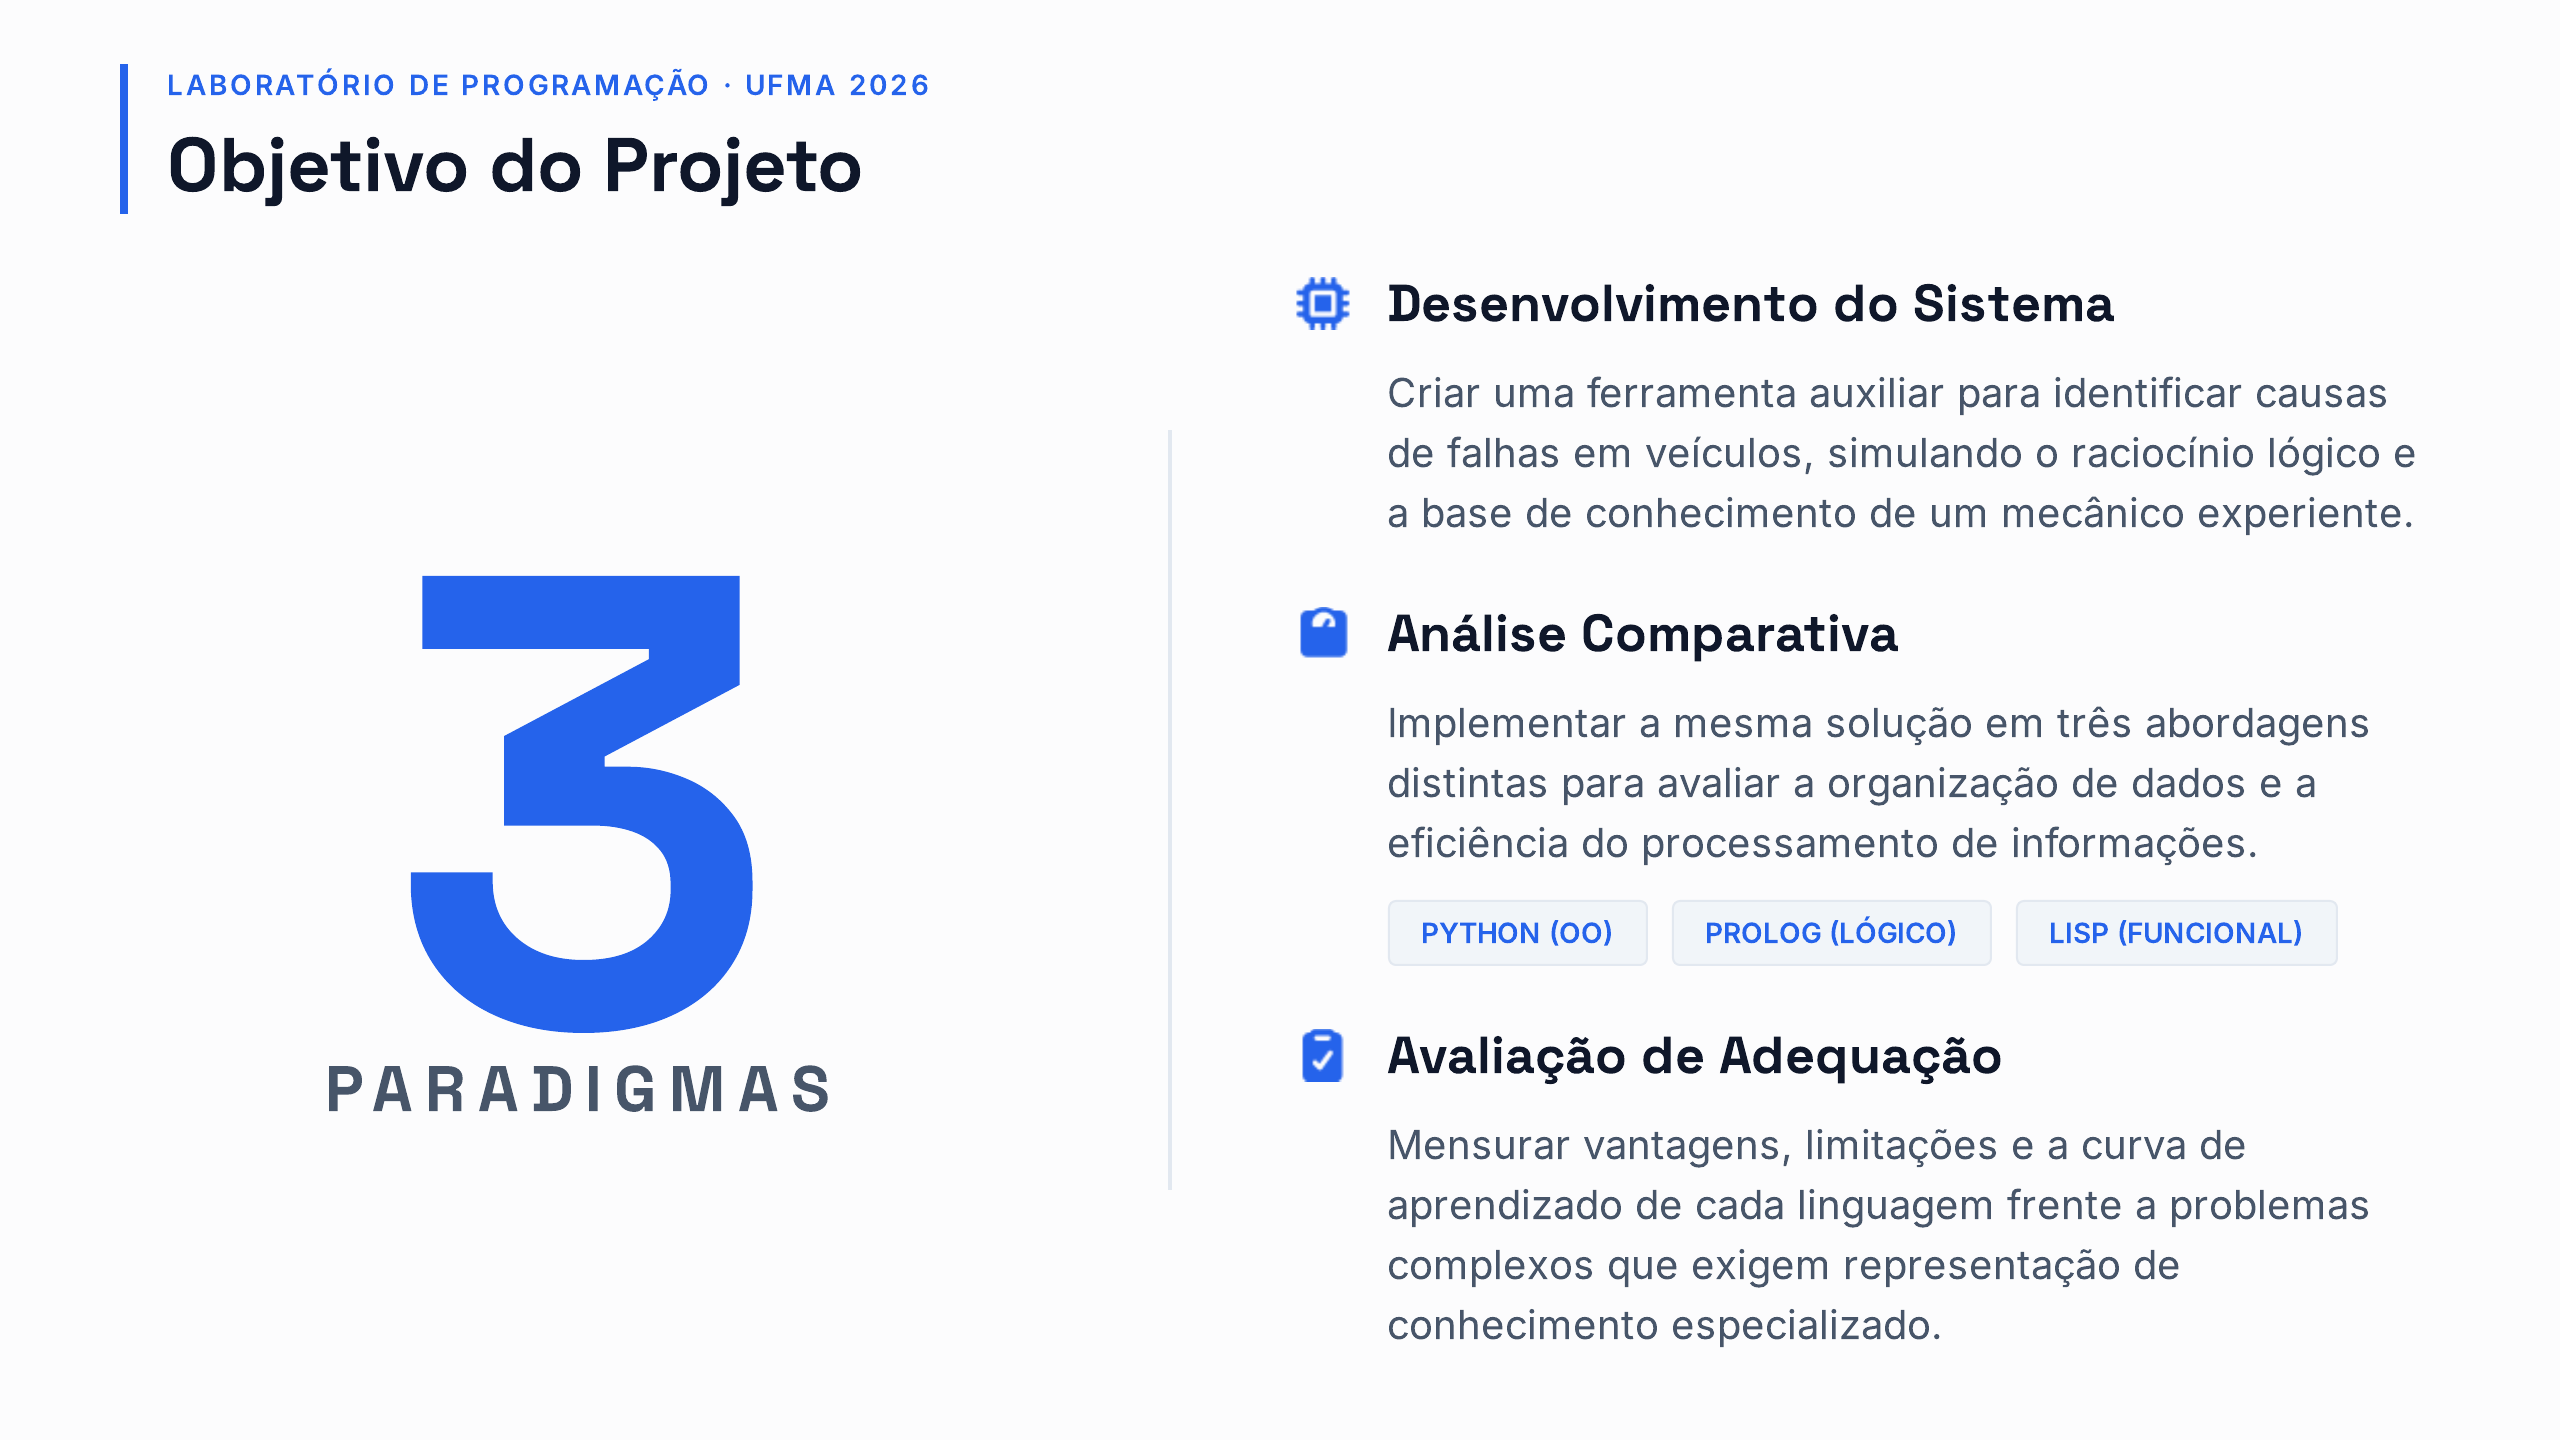 LABORATÓRIO DE PROGRAMAÇÃO · UFMA 2026
Objetivo do Projeto
3
PARADIGMAS
Desenvolvimento do Sistema
Criar uma ferramenta auxiliar para identificar causas
de falhas em veículos, simulando o raciocínio lógico e
a base de conhecimento de um mecânico experiente.
Análise Comparativa
Implementar a mesma solução em três abordagens
distintas para avaliar a organização de dados e a
eficiência do processamento de informações.
PYTHON (OO)
PROLOG (LÓGICO)
LISP (FUNCIONAL)
Avaliação de Adequação
Mensurar vantagens, limitações e a curva de
aprendizado de cada linguagem frente a problemas
complexos que exigem representação de
conhecimento especializado.